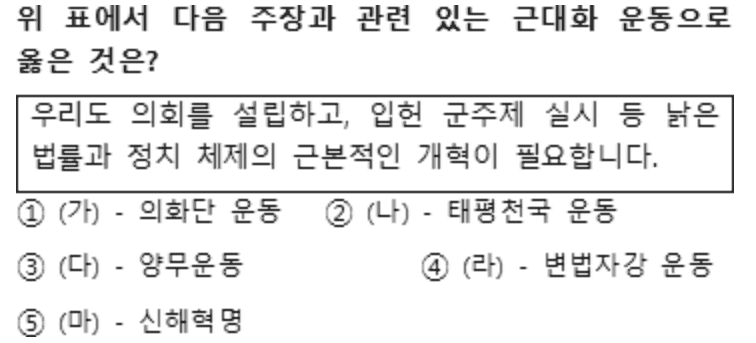 위 표에서 다음 주장과 관련 있는 근대화 운동으로
옳은 것은?
우리도 의회를 설립하고, 입헌 군주제 실시 등 낡은
법률과 정치 체제의 근본적인 개혁이 필요합니다.
① (가) - 의화단 운동 ② (나) - 태평천국 운동
③ (다) - 양무운동 ④ (라) - 변법자강 운동
⑤ (마) - 신해혁명